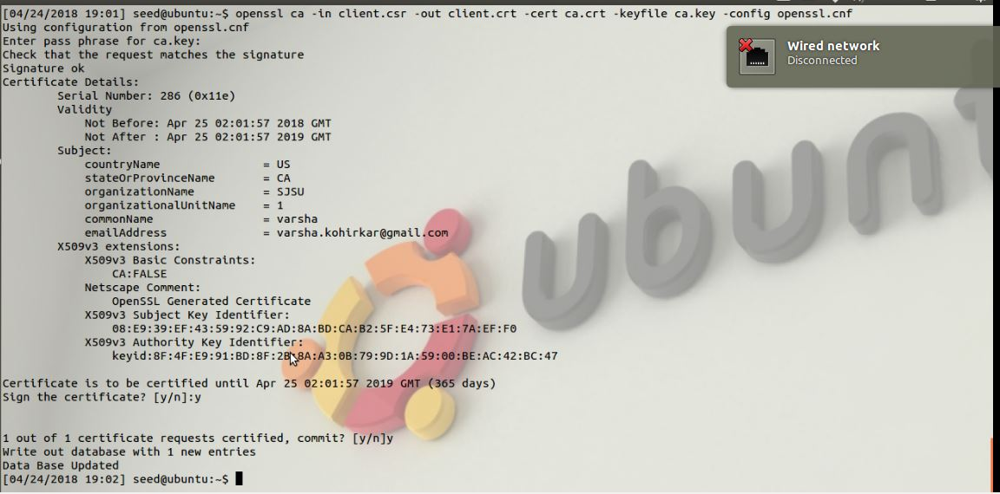 [04/24/2018 19:01] seed@ubuntu:~$ openssl ca -in client.csr -out client.crt -cert ca.crt -keyfile ca.key -config openssl.cnf
Using configuration from openssl.cnf
Enter pass phrase for ca.key:
Check that the request matches the signature
Signature ok
Certificate Details:
        Serial Number: 286 (0x11e)
        Validity
            Not Before: Apr 25 02:01:57 2018 GMT
            Not After : Apr 25 02:01:57 2019 GMT
        Subject:
            countryName               = US
            stateOrProvinceName       = CA
            organizationName          = SJSU
            organizationalUnitName    = 1
            commonName                = varsha
            emailAddress              = varsha.kohirkar@gmail.com
        X509v3 extensions:
            X509v3 Basic Constraints:
                CA:FALSE
            Netscape Comment:
                OpenSSL Generated Certificate
            X509v3 Subject Key Identifier:
                08:E9:39:EF:43:59:92:C9:AD:8A:BD:CA:B2:5F:E4:73:E1:7A:EF:F0
            X509v3 Authority Key Identifier:
                keyid:8F:4F:E9:91:BD:8F:2B:8A:A3:0B:79:9D:1A:59:00:BE:AC:42:BC:47
Certificate is to be certified until Apr 25 02:01:57 2019 GMT (365 days)
Sign the certificate? [y/n]:y
1 out of 1 certificate requests certified, commit? [y/n]y
Write out database with 1 new entries
Data Base Updated
[04/24/2018 19:02] seed@ubuntu:~$
Wired network
Disconnected
ubunt